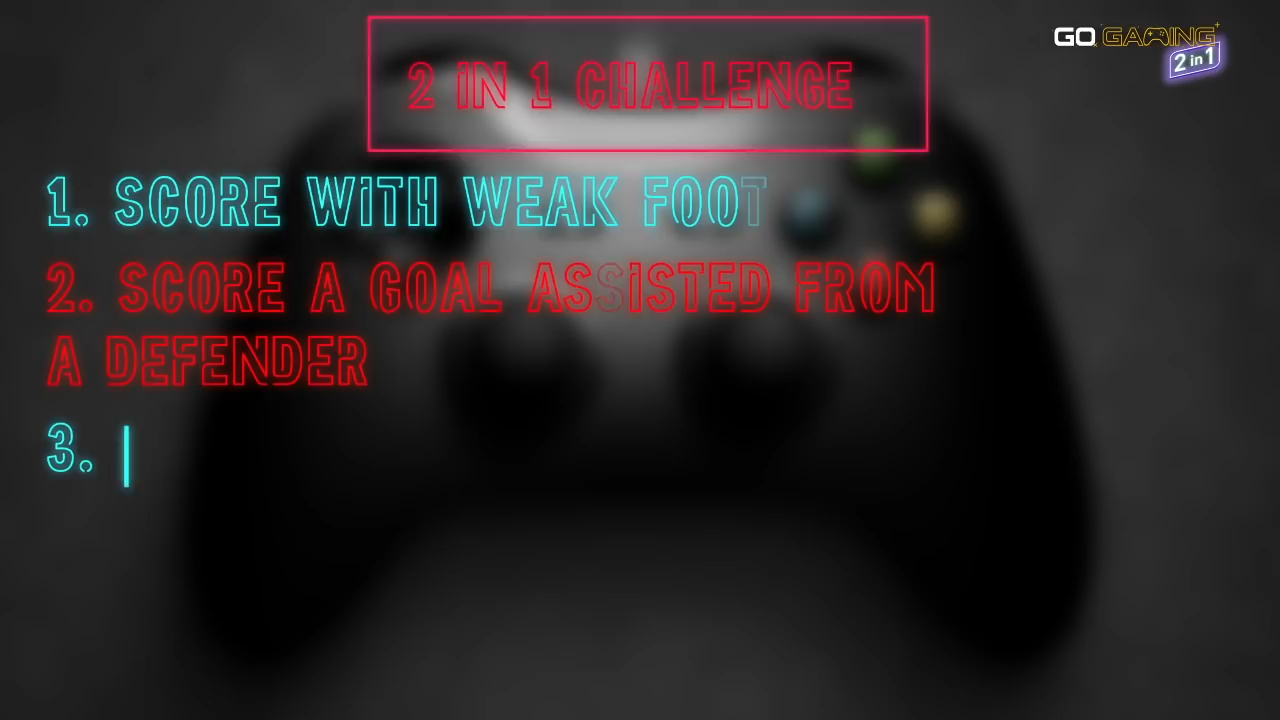 GO GAMING+
2 in 1
2 IN 1 CHALLENGE
1. SCORE WITH WEAK FOOT
2. SCORE A GOAL ASSISTED FROM
A DEFENDER
3.